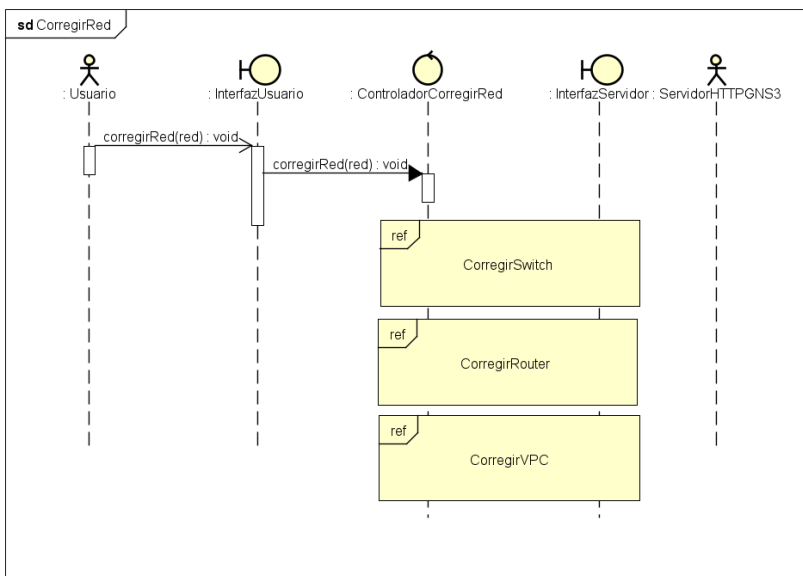 sd CorregirRed
: Usuario
: InterfazUsuario
: ControladorCorregirRed
: InterfazServidor
: ServidorHTTPGNS3
corregirRed(red) : void
corregirRed(red) : void
ref
CorregirSwitch
ref
CorregirRouter
ref
CorregirVPC